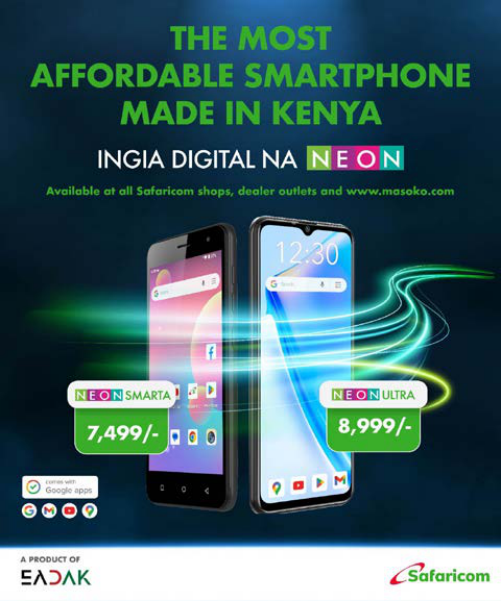 THE MOST
AFFORDABLE SMARTPHONE
MADE IN KENYA
INGIA DIGITAL NA NEON
Available at all Safaricom shops, dealer outlets and www.masoko.com
12:30
NEON SMARTA
7,499/-
NEON ULTRA
8,999/-
comes with
Google apps
A PRODUCT OF
EADAK
Safaricom